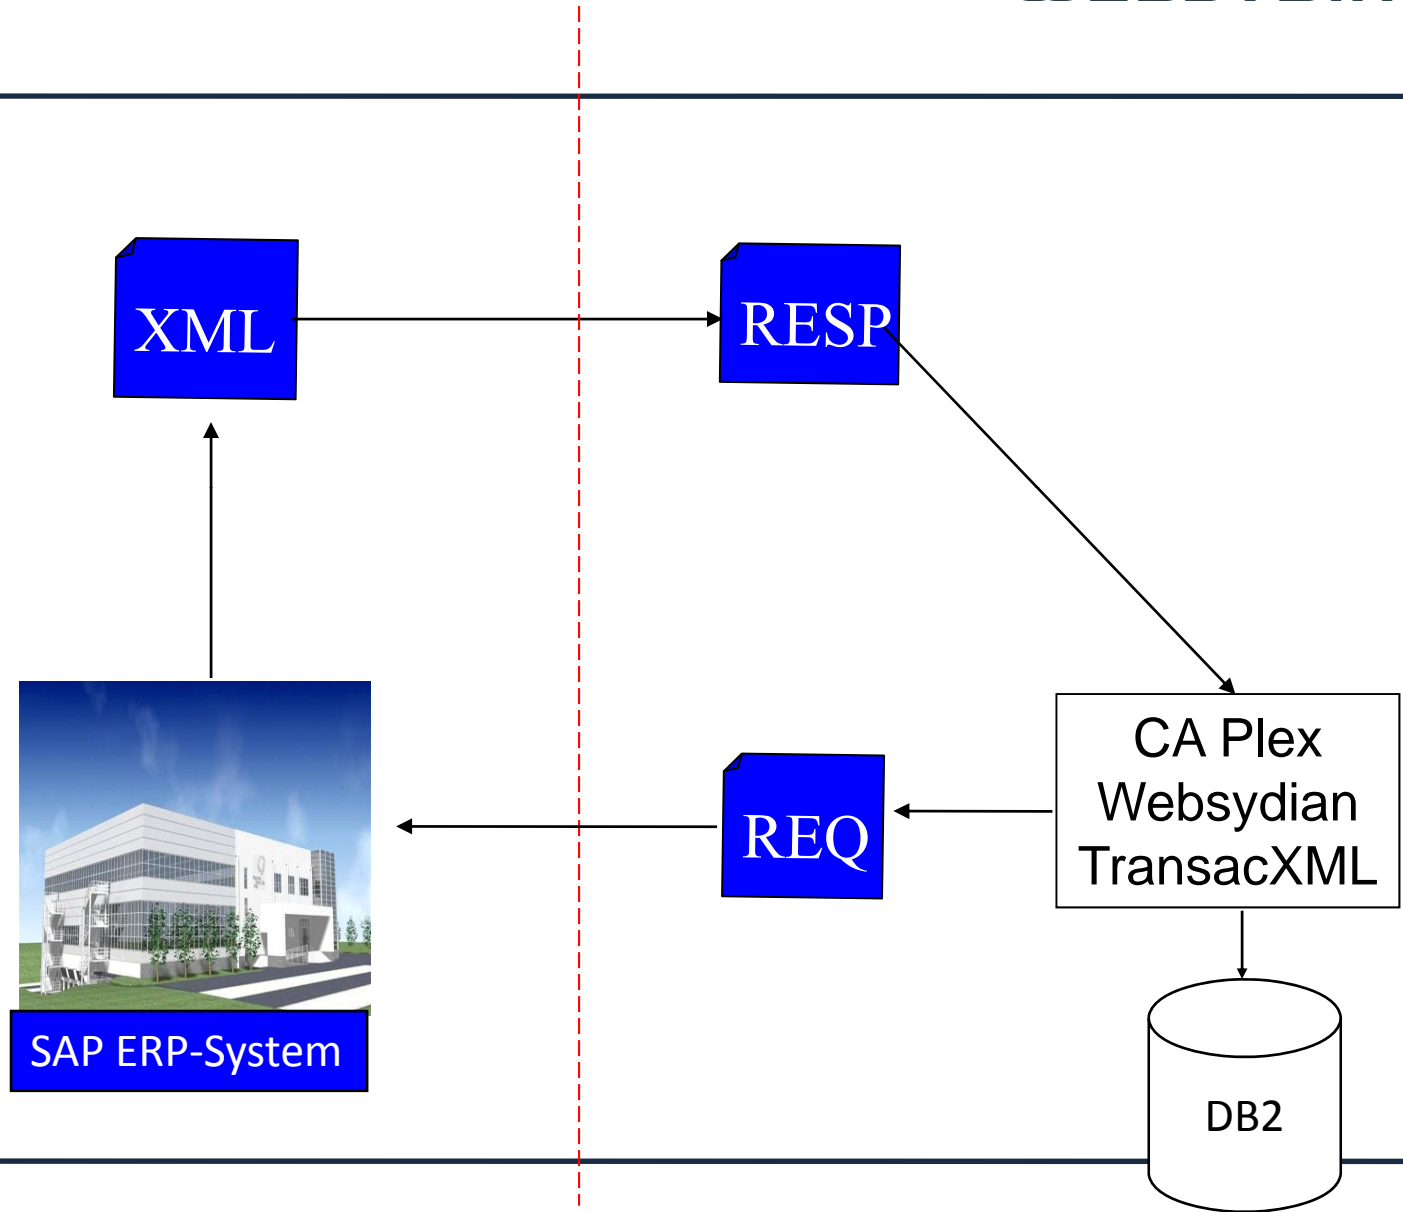 XML
RESP
CA Plex
Websydian
TransacXML
REQ
SAP ERP-System
DB2